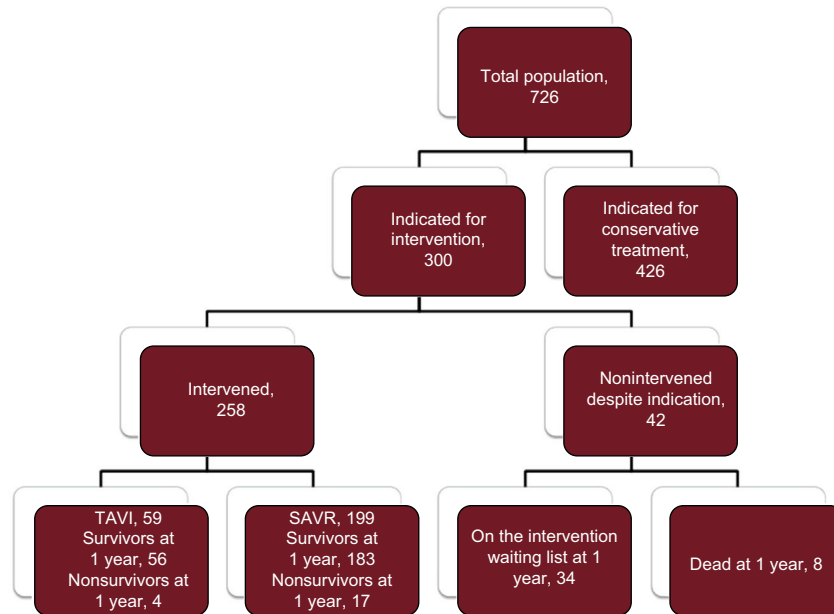 Total population,
726
Indicated for
intervention,
300
Indicated for
conservative
treatment,
426
Intervened,
258
Nonintervened
despite indication,
42
TAVI, 59
Survivors at
1 year, 56
Nonsurvivors at
1 year, 4
SAVR, 199
Survivors at
1 year, 183
Nonsurvivors at
1 year, 17
On the intervention
waiting list at 1
year, 34
Dead at 1 year, 8